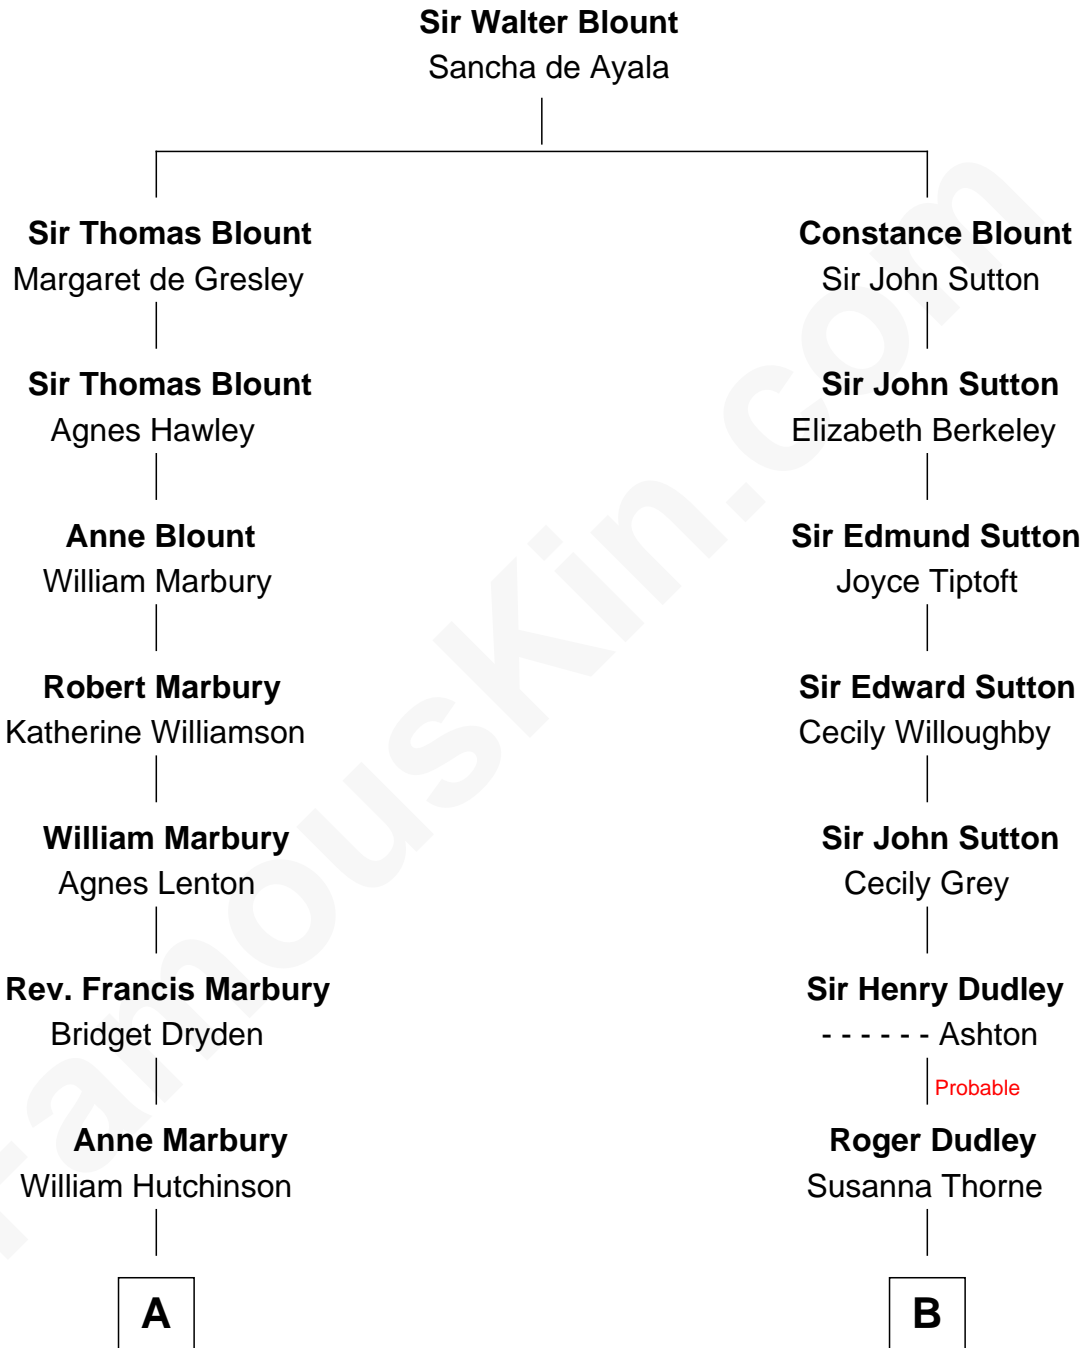 Sir Walter Blount
Sancha de Ayala
Sir Thomas Blount
Margaret de Gresley
Sir Thomas Blount
Agnes Hawley
Anne Blount
William Marbury
Robert Marbury
Katherine Williamson
William Marbury
Agnes Lenton
Rev. Francis Marbury
Bridget Dryden
Anne Marbury
William Hutchinson
A
Constance Blount
Sir John Sutton
Sir John Sutton
Elizabeth Berkeley
Sir Edmund Sutton
Joyce Tiptoft
Sir Edward Sutton
Cecily Willoughby
Sir John Sutton
Cecily Grey
Sir Henry Dudley
- - - - - - Ashton
Probable
Roger Dudley
Susanna Thorne
B
FamousKin.com